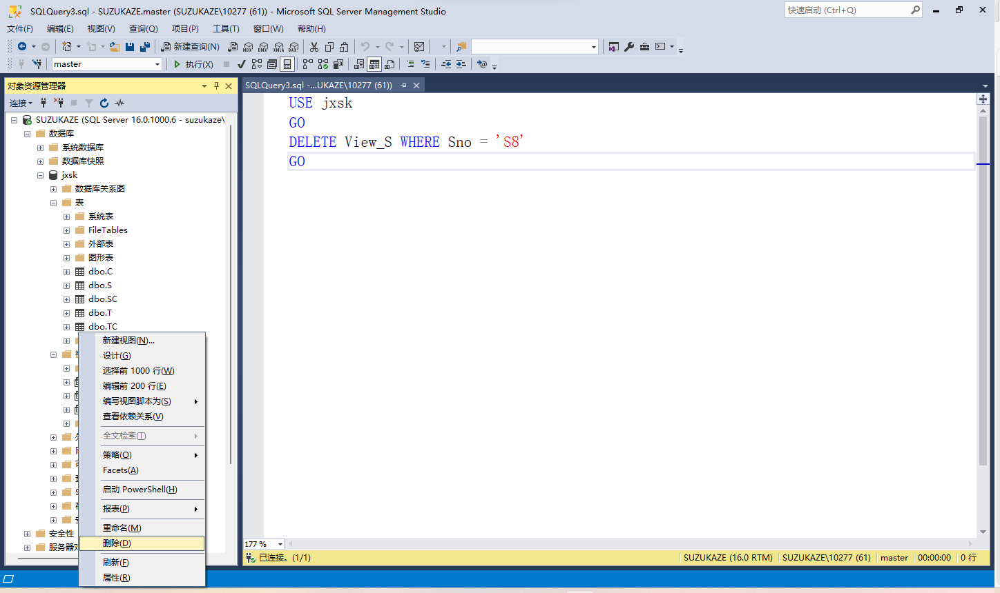 SQLQuery3.sql - SUZUKAZE.master (SUZUKAZE\10277 (61)) - Microsoft SQL Server Management Studio
快速启动 (Ctrl+Q)
文件(F) 编辑(E) 视图(V) 查询(Q) 项目(P) 工具(T) 窗口(W) 帮助(H)
新建查询(N) MDX DMX XMLA DAX
master 执行(X)
对象资源管理器
SQLQuery3.sql -...UKAZE\10277 (61))
连接
SUZUKAZE (SQL Server 16.0.1000.6 - suzukaze\
数据库
系统数据库
数据库快照
jxsk
数据库关系图
表
系统表
FileTables
外部表
图形表
dbo.C
dbo.S
dbo.SC
dbo.T
dbo.TC
安全性
服务器
新建视图(N)...
设计(G)
选择前 1000 行(W)
编辑前 200 行(E)
编写视图脚本为(S)
查看依赖关系(V)
全文检索(T)
策略(O)
Facets(A)
启动 PowerShell(H)
报表(P)
重命名(M)
删除(D)
刷新(F)
属性(R)
USE jxsk
GO
DELETE View_S WHERE Sno = 'S8'
GO
177 %
已连接。(1/1)
SUZUKAZE (16.0 RTM)
SUZUKAZE\10277 (61)
master
00:00:00
0 行